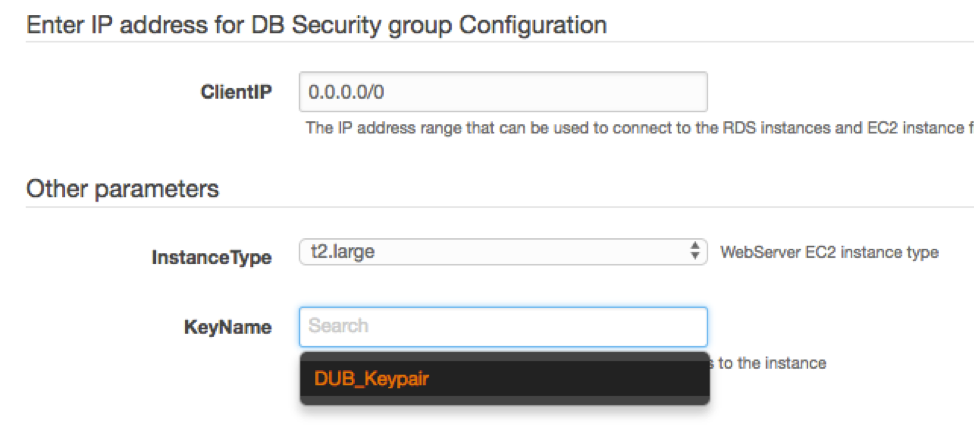 Enter IP address for DB Security group Configuration
ClientIP 0.0.0.0/0
The IP address range that can be used to connect to the RDS instances and EC2 instance f
Other parameters
InstanceType t2.large WebServer EC2 instance type
KeyName Search
to the instance
DUB_Keypair